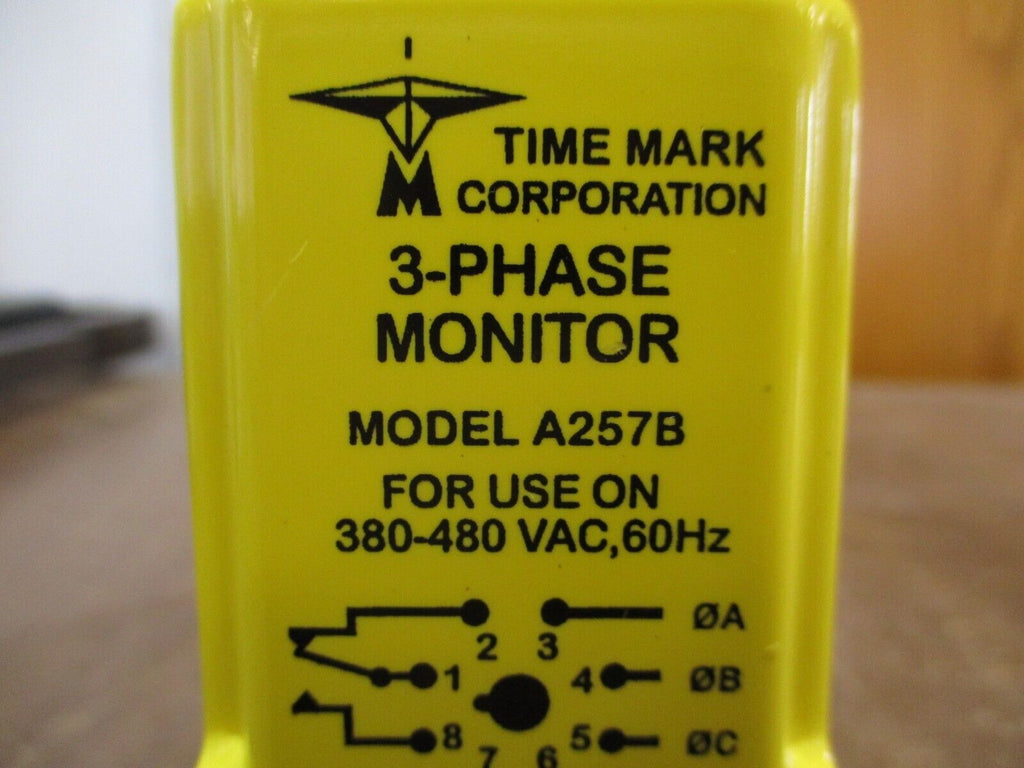 M
TIME MARK
CORPORATION
3-PHASE
MONITOR
MODEL A257B
FOR USE ON
380-480 VAC,60Hz
2 3 ØA
1 4 ØB
8 7 6 5 ØC